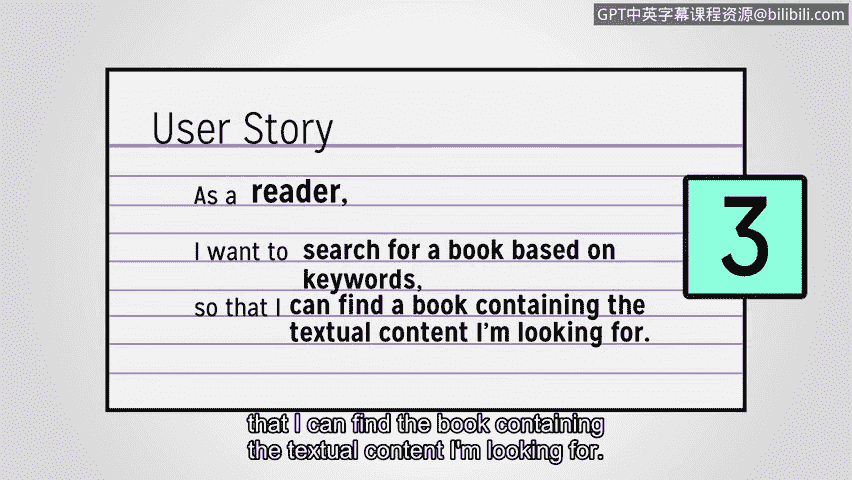 GPT中英字幕课程资源@bilibili.com
User Story
As a reader,
I want to search for a book based on
keywords,
so that I can find a book containing the
textual content I'm looking for.
3
that I can find the book containing
the textual content I'm looking for.